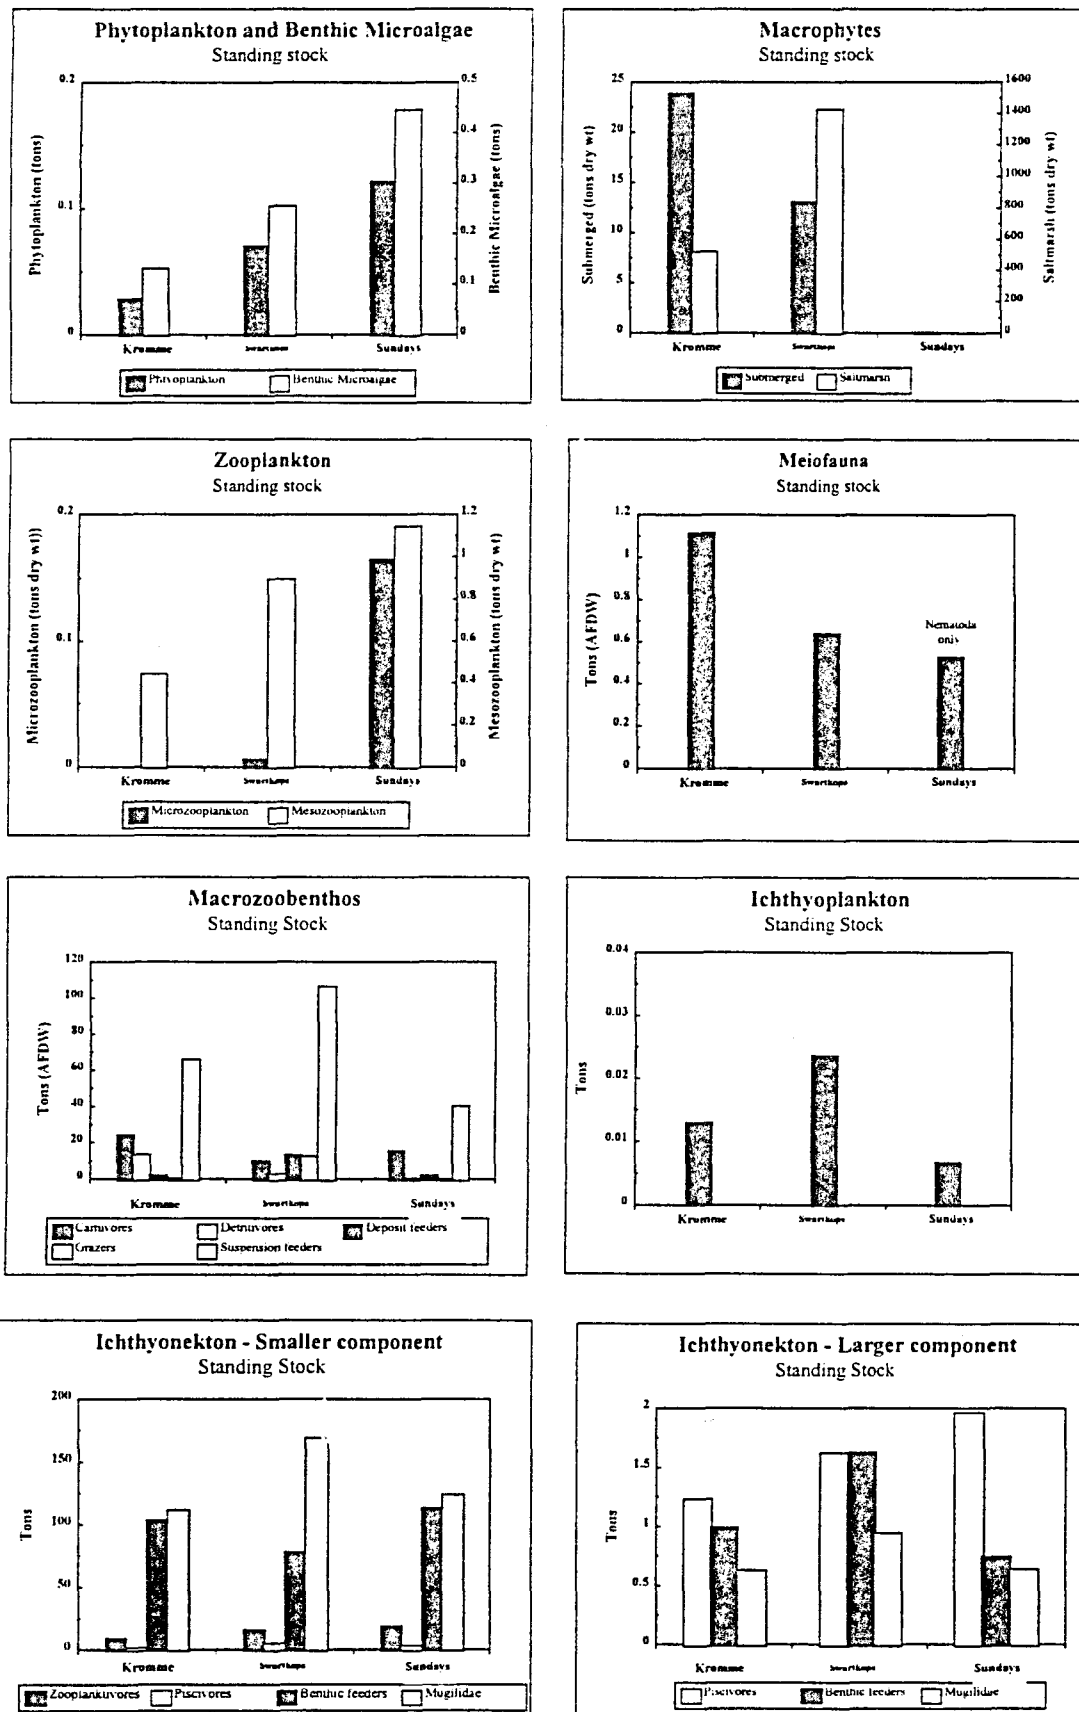 Phytoplankton and Benthic Microalgae
Standing stock
0.2
0.1
0
Phytoplankton (tons)
0.5
0.4
0.3
0.2
0.1
0
Benthic Microalgae (tons)
Kromme Swartkops Sundays
Phytoplankton Benthic Microalgae
Macrophytes
Standing stock
25
20
15
10
5
0
Submerged (tons dry wt)
1600
1400
1200
1000
800
600
400
200
0
Saltmarsh (tons dry wt)
Kromme Swartkops Sundays
Submerged Saltmarsh
Zooplankton
Standing stock
0.2
0.1
0
Microzooplankton (tons dry wt))
1.2
1
0.8
0.6
0.4
0.2
0
Mesozooplankton (tons dry wt)
Kromme Swartkops Sundays
Microzooplankton Mesozooplankton
Meiofauna
Standing stock
1.2
1
0.8
0.6
0.4
0.2
0
Tons (AFDW)
Nematoda
only
Kromme Swartkops Sundays
Macrozoobenthos
Standing Stock
120
100
80
60
40
20
0
Tons (AFDW)
Kromme Swartkops Sundays
Carnivores Detritivores Deposit feeders
Grazers Suspension feeders
Ichthyoplankton
Standing Stock
0.04
0.03
0.02
0.01
0
Tons
Kromme Swartkops Sundays
Ichthyonekton - Smaller component
Standing Stock
200
150
100
50
0
Tons
Kromme Swartkops Sundays
Zooplanktivores Piscivores Benthic feeders Mugilidae
Ichthyonekton - Larger component
Standing Stock
2
1.5
1
0.5
0
Tons
Kromme Swartkops Sundays
Piscivores Benthic feeders Mugilidae